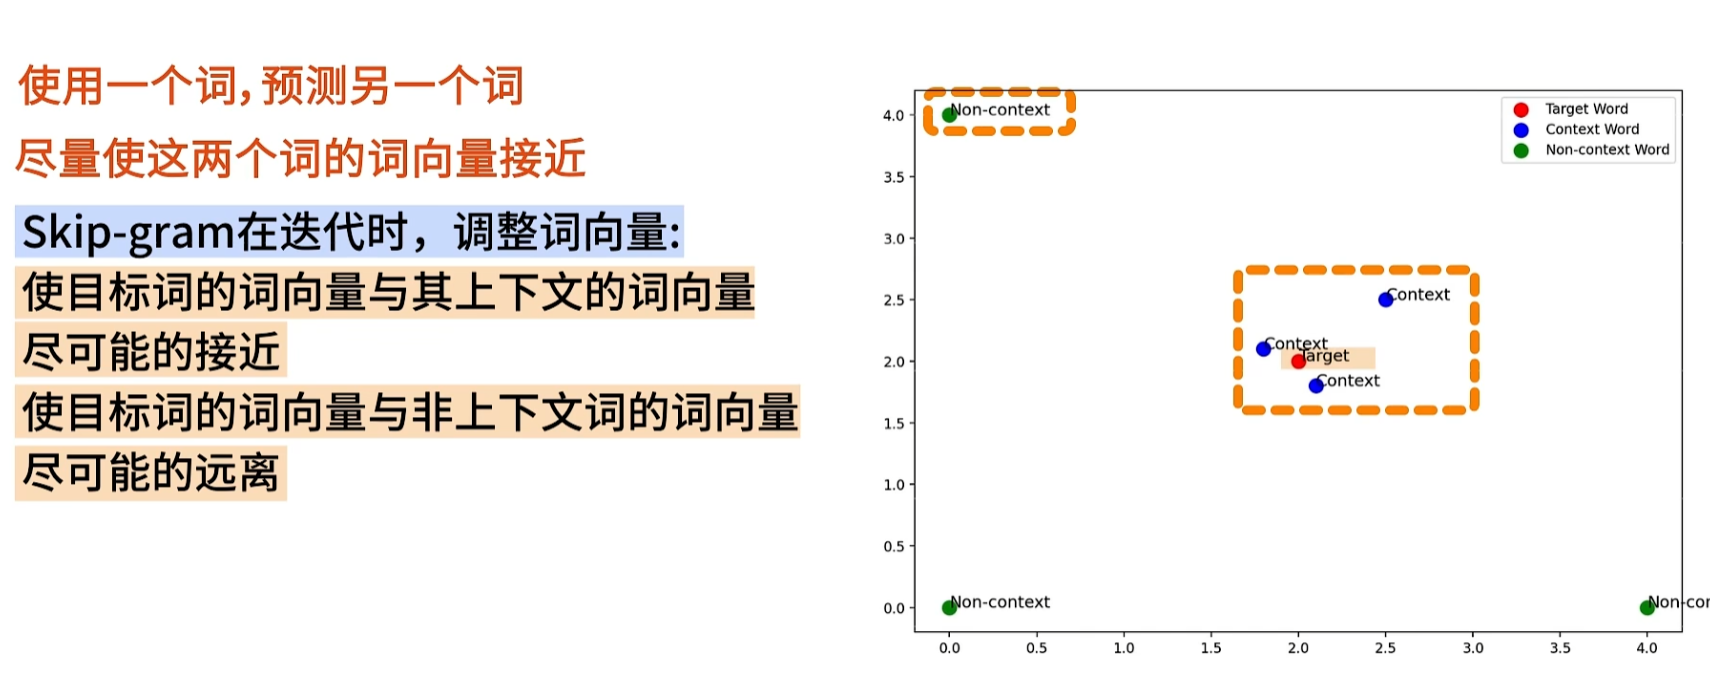 使用一个词，预测另一个词
尽量使这两个词的词向量接近
Skip-gram在迭代时，调整词向量:
使目标词的词向量与其上下文的词向量
尽可能的接近
使目标词的词向量与非上下文词的词向量
尽可能的远离
Non-context
Target Word
Context Word
Non-context Word
Context
Context
Target
Context
Non-context
Non-cor
4.0
3.5
3.0
2.5
2.0
1.5
1.0
0.5
0.0
0.0 0.5 1.0 1.5 2.0 2.5 3.0 3.5 4.0